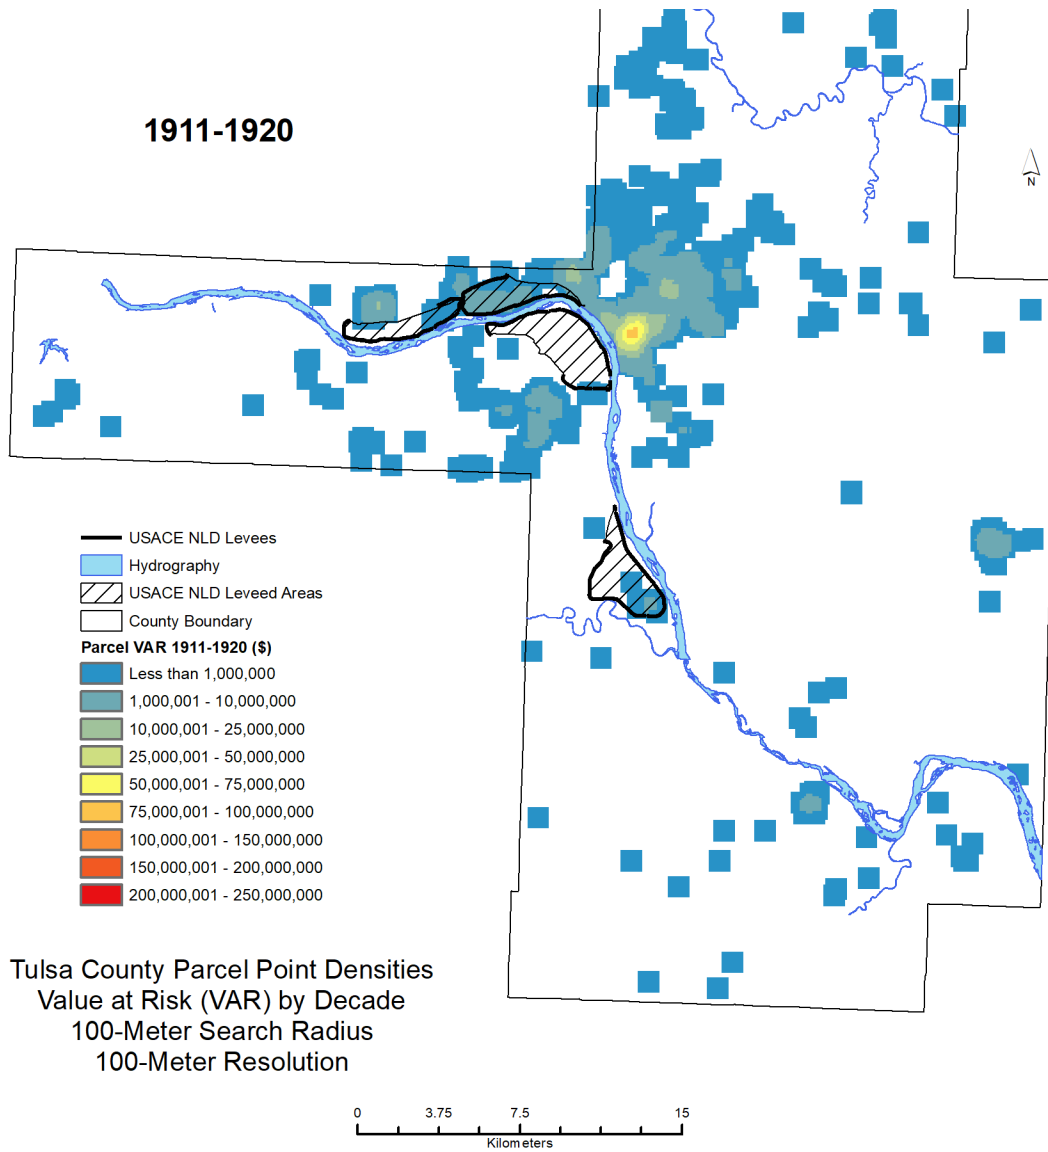 1911-1920
N
USACE NLD Levees
Hydrography
USACE NLD Leveed Areas
County Boundary
Parcel VAR 1911-1920 ($)
Less than 1,000,000
1,000,001 - 10,000,000
10,000,001 - 25,000,000
25,000,001 - 50,000,000
50,000,001 - 75,000,000
75,000,001 - 100,000,000
100,000,001 - 150,000,000
150,000,001 - 200,000,000
200,000,001 - 250,000,000
Tulsa County Parcel Point Densities
Value at Risk (VAR) by Decade
100-Meter Search Radius
100-Meter Resolution
0 3.75 7.5 15
Kilometers